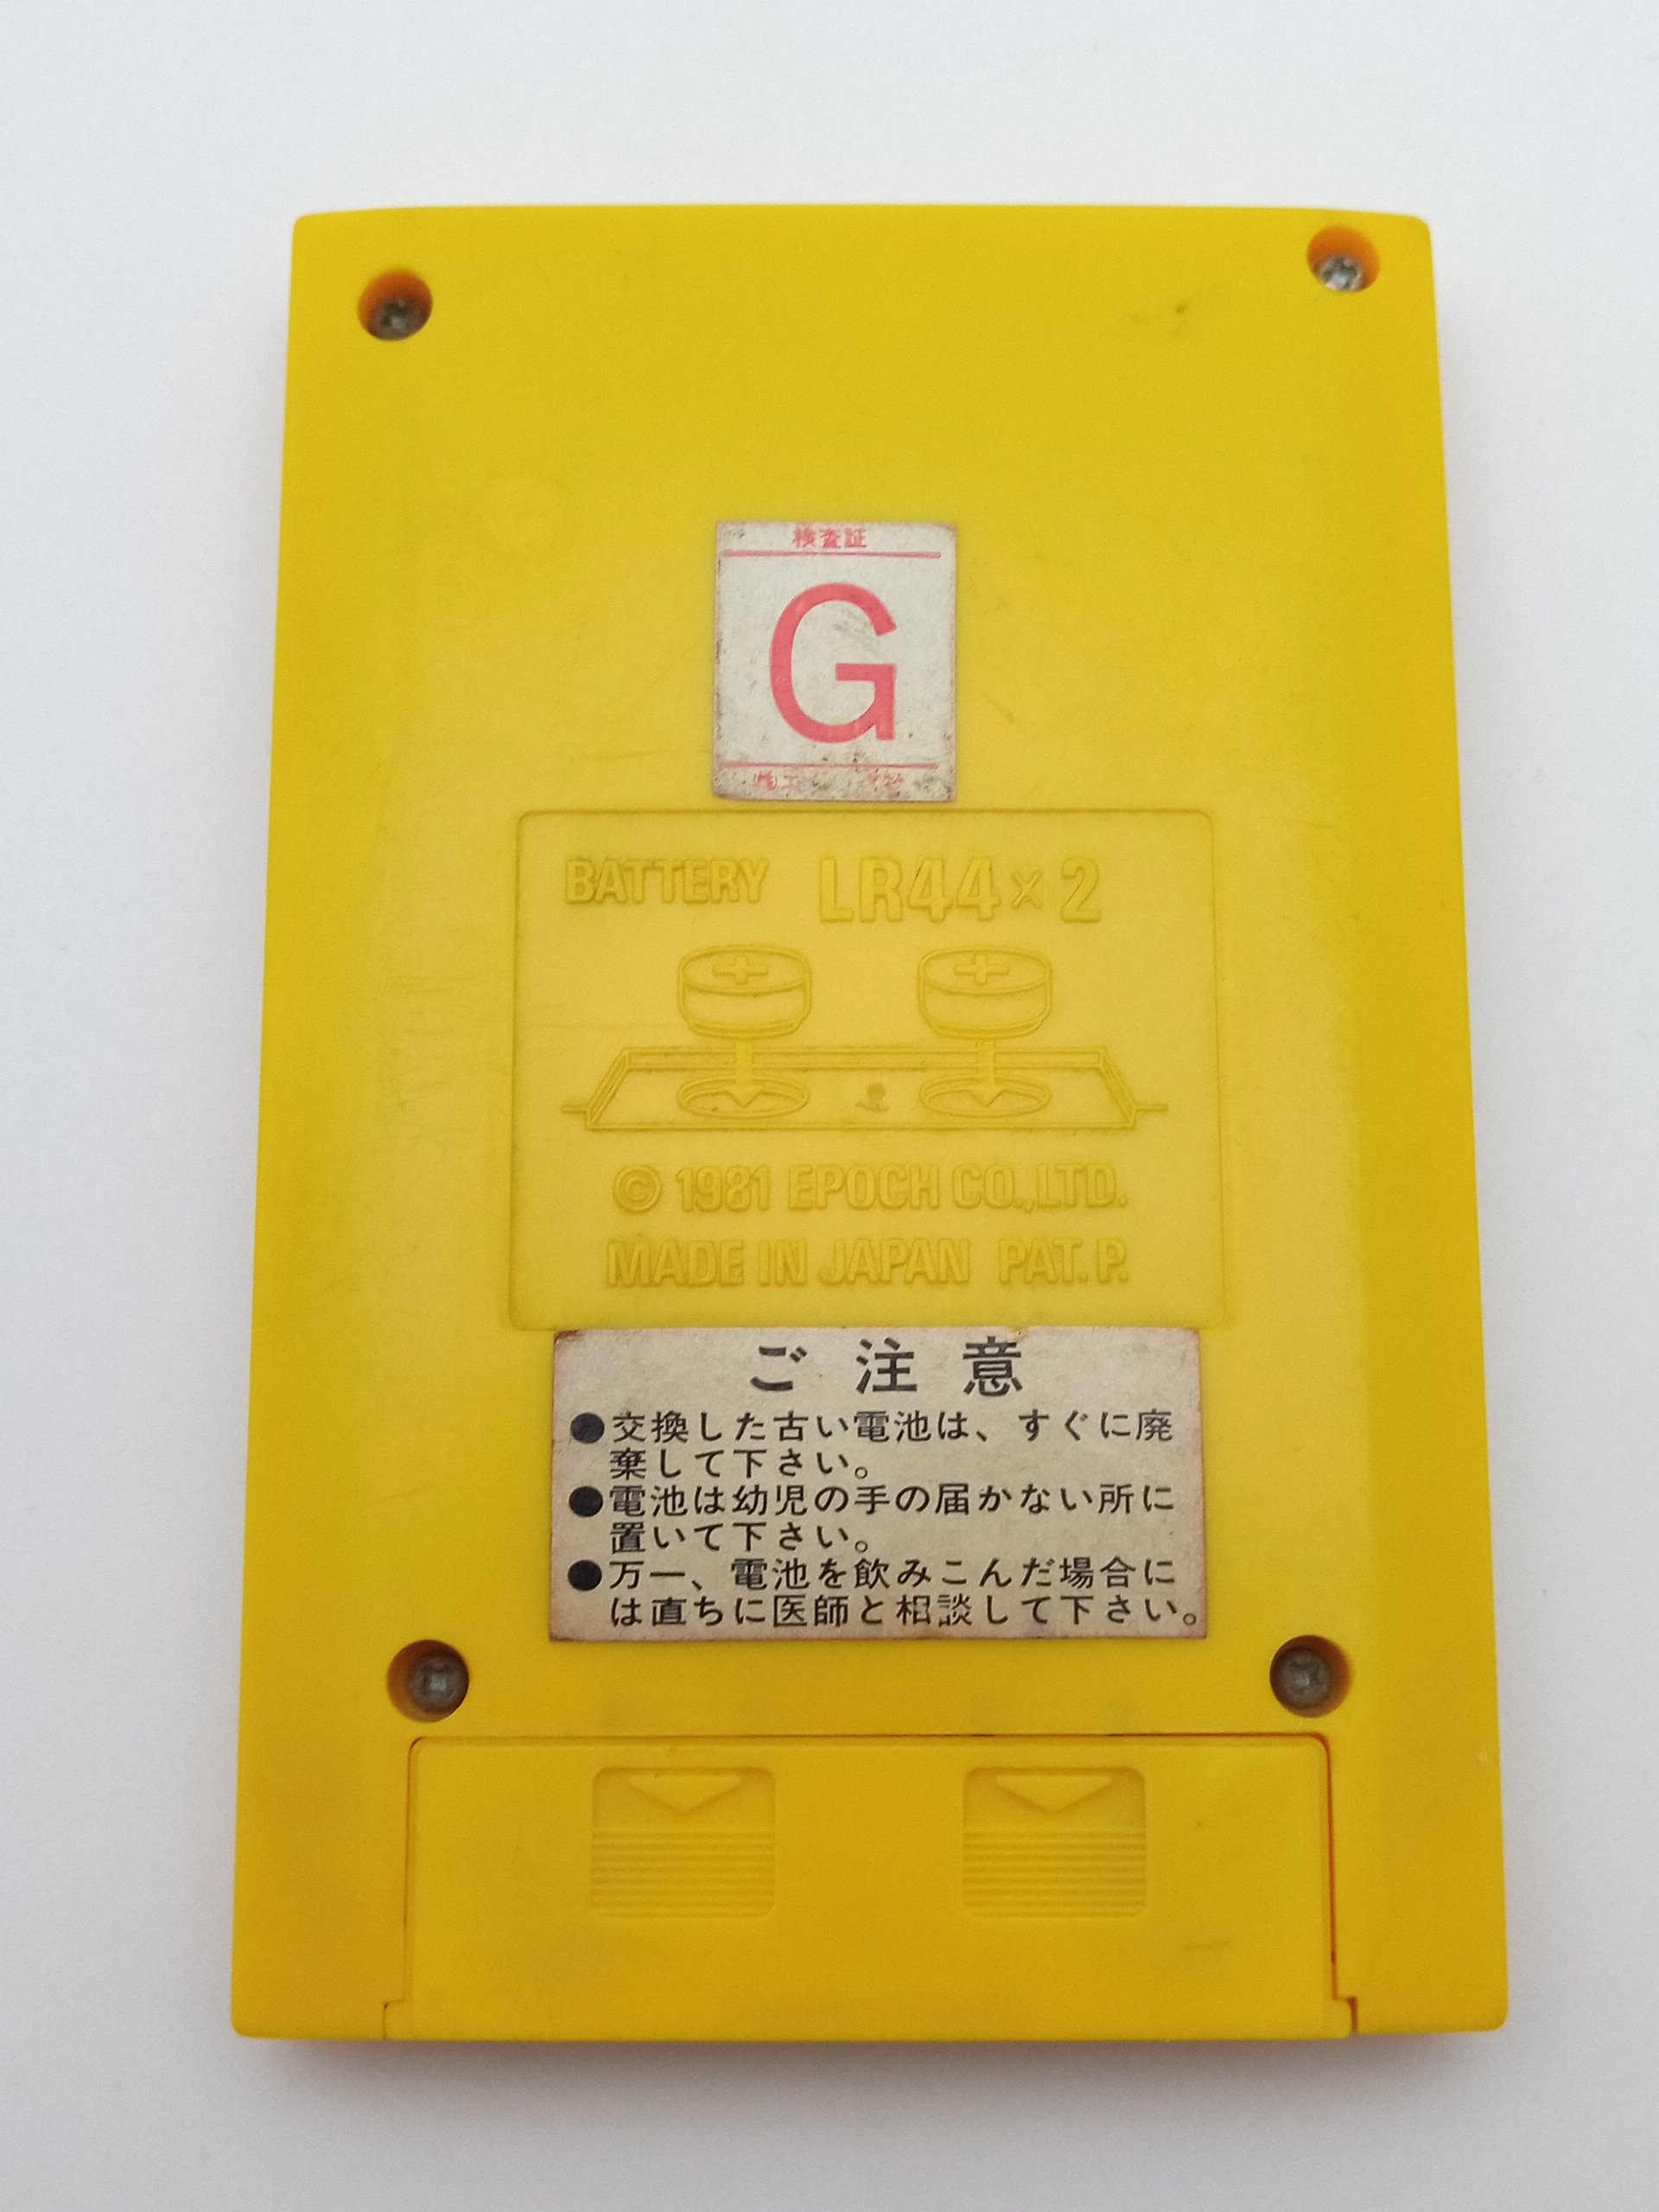 検査証
G
BATTERY LR44×2
© 1981 EPOCH CO.,LTD.
MADE IN JAPAN PAT. P.
ご注意
●交換した古い電池は、すぐに廃
棄して下さい。
●電池は幼児の手の届かない所に
置いて下さい。
●万一、電池を飲みこんだ場合に
は直ちに医師と相談して下さい。